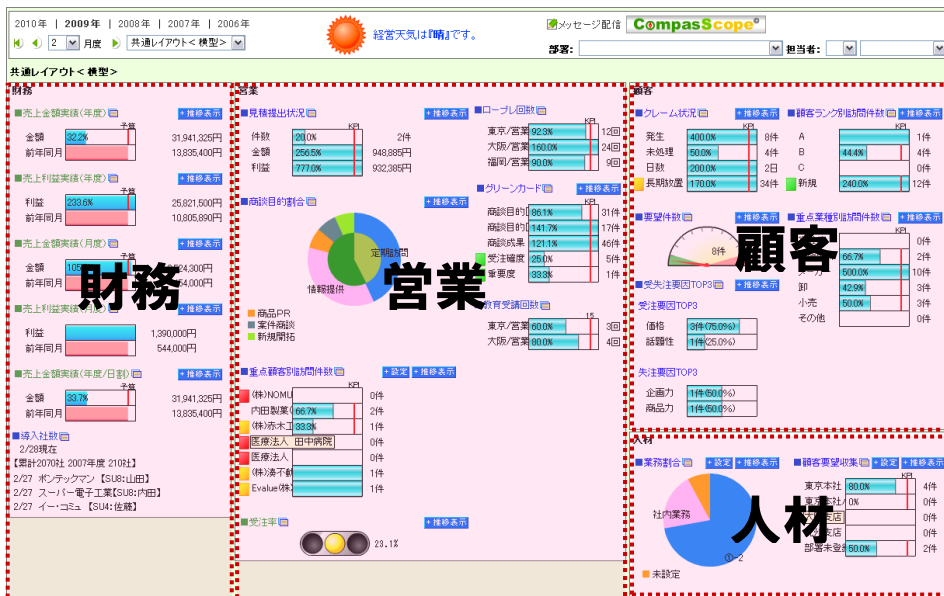 2010年 | 2009年 | 2008年 | 2007年 | 2006年
2 月度 共通レイアウト<横型>
経営天気は『晴』です。
メッセージ配信 CompasScope
部署: 担当者:
共通レイアウト<横型>
財務
売上金額実績(年度) +推移表示
予算
金額 32.2% 31,941,325円
前年同月 13,835,400円
売上利益実績(年度) +推移表示
予算
利益 233.6% 25,821,500円
前年同月 10,805,890円
売上金額実績(月度) +推移表示
予算
金額
前年同月
財務
売上利益実績(月度) +推移表示
利益 1,390,000円
前年同月 544,000円
売上金額実績(年度/日割) +推移表示
予算
金額 33.7% 31,941,325円
前年同月 13,835,400円
導入社数
2/28現在
【累計2070社 2007年度 210社】
2/27 ボンテックマン 【SU8:山田】
2/27 スーパー電子工業【SU8:内田】
2/27 イー・コミュ 【SU4:佐藤】
営業
見積提出状況 +推移表示
KPI
件数 20.0% 2件
金額 256.5% 948,885円
利益 777.0% 932,385円
商談目的割合 +推移表示
定期訪問
情報提供
営業
商品PR
案件商談
新規開拓
重点顧客別訪問件数 +設定 +推移表示
KPI
(株)NOMU 0件
内田製菓 66.7% 2件
(株)赤木工 33.3% 1件
医療法人 田中病院 0件
医療法人 0件
(株)湊不動 1件
Evalue(株) 1件
受注率 +推移表示
23.1%
ロープレ回数 +推移表示
KPI
東京/営業 92.3% 12回
大阪/営業 160.0% 24回
福岡/営業 90.0% 9回
グリーンカード +推移表示
KPI
商談目的 86.1% 31件
商談目的 141.7% 17件
商談成果 121.1% 46件
受注確度 25.0% 5件
重要度 33.3% 1件
教育受講回数 +推移表示
15
東京/営業 60.0% 3回
大阪/営業 80.0% 4回
顧客
クレーム状況 +推移表示
KPI
発生 400.0% 8件
未処理 50.0% 4件
日数 200.0% 2日
長期放置 170.0% 34件
要望件数 +推移表示
8件
顧客
受失注要因TOP3 +推移表示
受注要因TOP3
価格 3件(75.0%)
話題性 1件(25.0%)
失注要因TOP3
企画力 1件(50.0%)
商品力 1件(50.0%)
顧客ランク別訪問件数 +推移表示
KPI
A 1件
B 44.4% 4件
C 0件
新規 240.0% 12件
重点業種別訪問件数 +推移表示
KPI
0件
66.7% 2件
500.0% 10件
卸 42.9% 3件
小売 50.0% 3件
その他 0件
人材
業務割合 +設定 +推移表示
社内業務
①-2
未設定
人材
顧客要望収集 +設定 +推移表示
KPI
東京本社 80.0% 4件
東京本社/ 0% 0件
0件
0件
部署未登録 50.0% 2件